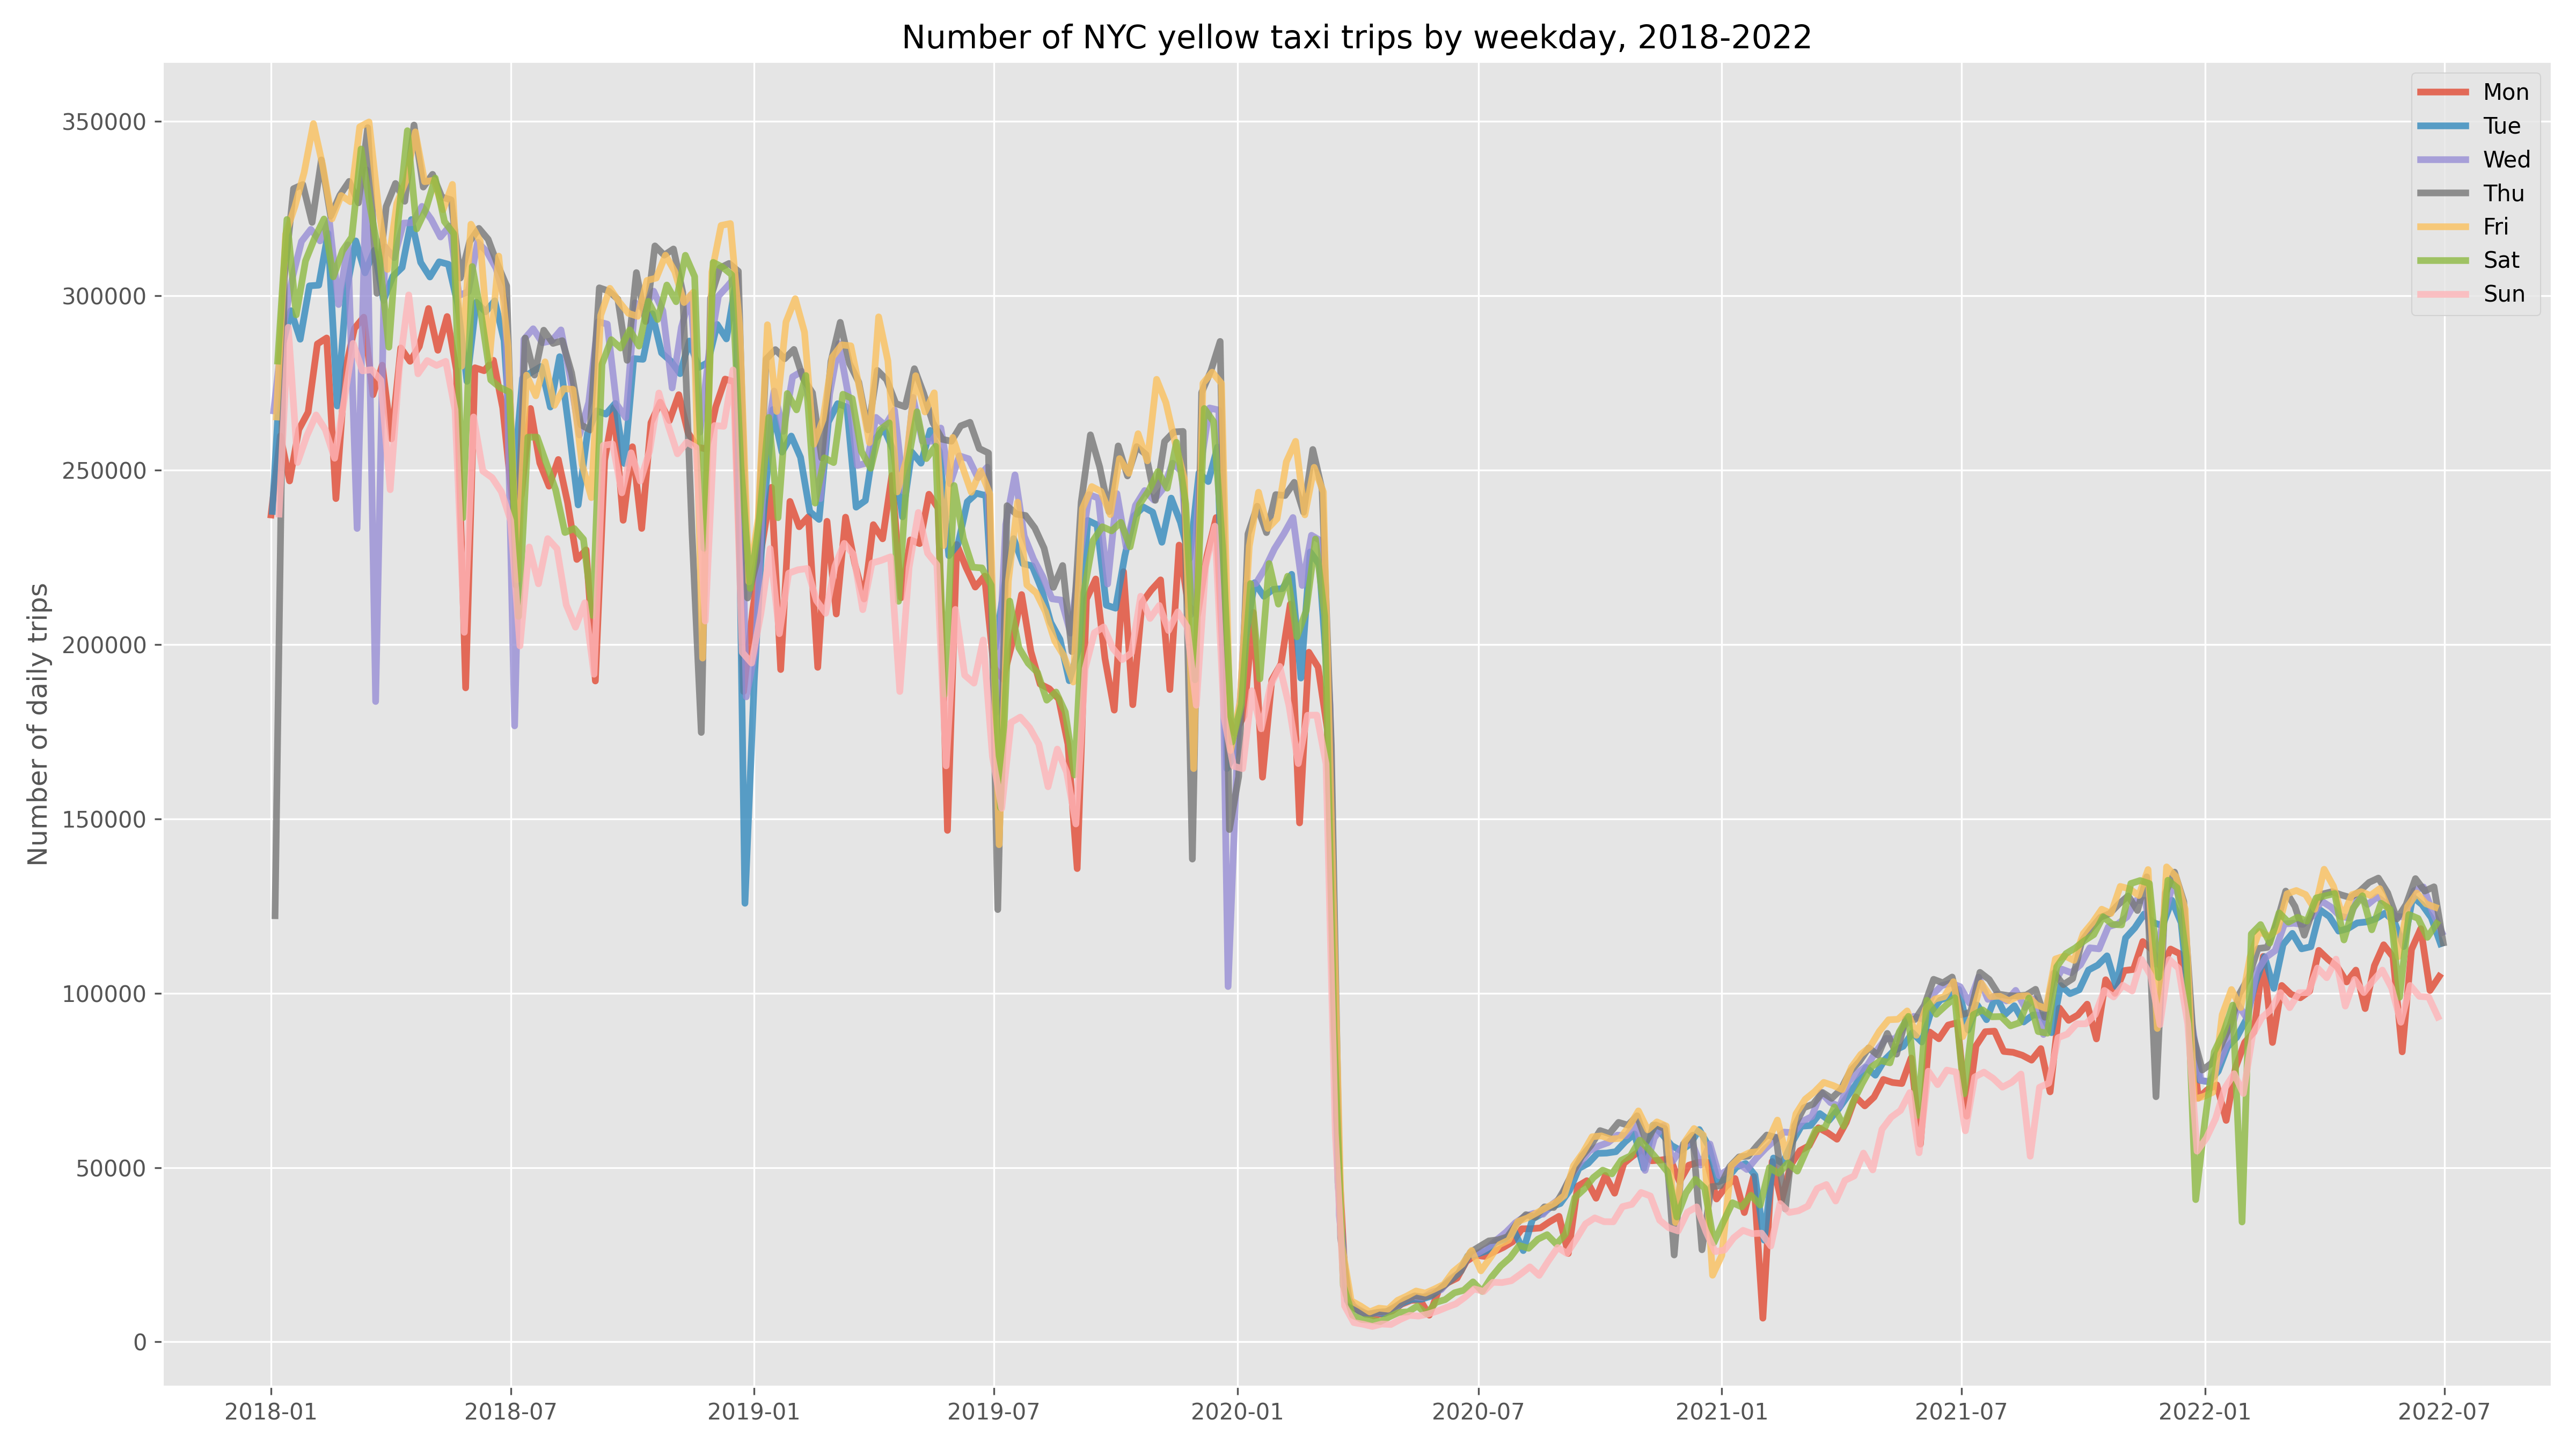 Number of NYC yellow taxi trips by weekday, 2018-2022
Mon
Tue
Wed
Thu
Fri
Sat
Sun
Number of daily trips
350000
300000
250000
200000
150000
100000
50000
0
2018-01
2018-07
2019-01
2019-07
2020-01
2020-07
2021-01
2021-07
2022-01
2022-07